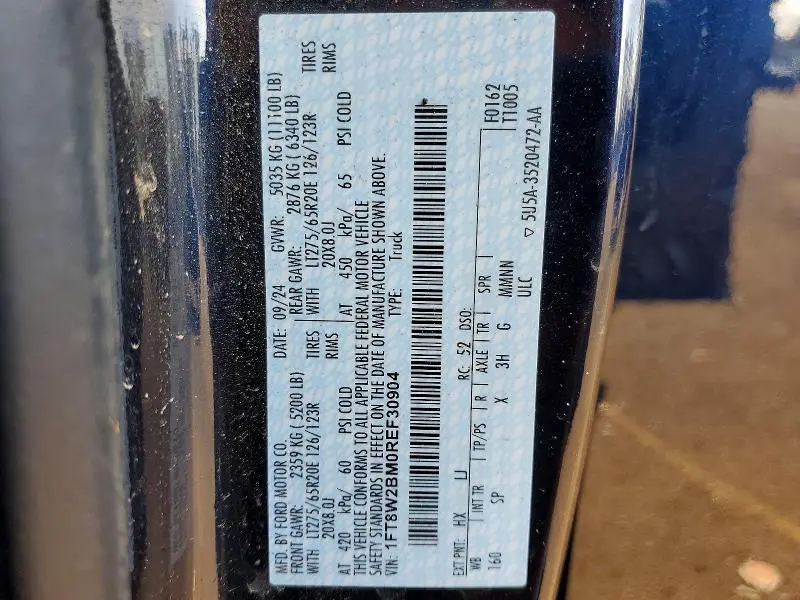 MFD. BY FORD MOTOR CO. DATE: 09/24 GVWR: 5035 KG (11100 LB)
FRONT GAWR: 2359 KG ( 5200 LB) REAR GAWR: 2876 KG ( 6340 LB)
WITH LT275/65R20E 126/123R TIRES WITH LT275/65R20E 126/123R TIRES
20X8.0J RIMS 20X8.0J RIMS
AT 420 kPa/ 60 PSI COLD AT 450 kPa/ 65 PSI COLD
THIS VEHICLE CONFORMS TO ALL APPLICABLE FEDERAL MOTOR VEHICLE
SAFETY STANDARDS IN EFFECT ON THE DATE OF MANUFACTURE SHOWN ABOVE.
VIN: 1FT8W2BM0REF30904 TYPE: Truck
F0162
T1005
EXT PNT: HX LJ RC: 52 DSO:
WB INT TR TP/PS R AXLE TR SPR
160 SP X 3H G MMNN
ULC
▽ 5U5A-3520472-AA